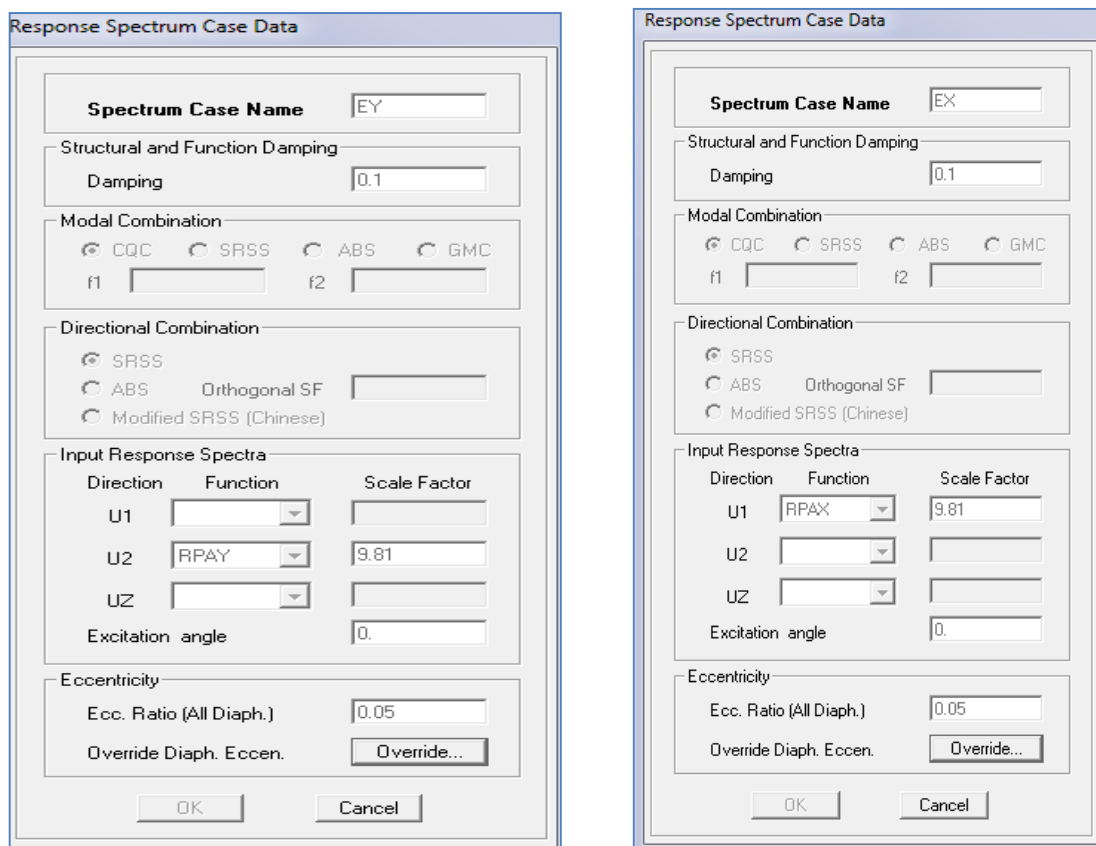 Response Spectrum Case Data
Spectrum Case Name EY
Structural and Function Damping
Damping 0.1
Modal Combination
CQC SRSS ABS GMC
f1 f2
Directional Combination
SRSS
ABS Orthogonal SF
Modified SRSS (Chinese)
Input Response Spectra
Direction Function Scale Factor
U1
U2 RPAY 9.81
UZ
Excitation angle 0.
Eccentricity
Ecc. Ratio (All Diaph.) 0.05
Override Diaph. Eccen. Override...
OK Cancel
Response Spectrum Case Data
Spectrum Case Name EX
Structural and Function Damping
Damping 0.1
Modal Combination
CQC SRSS ABS GMC
f1 f2
Directional Combination
SRSS
ABS Orthogonal SF
Modified SRSS (Chinese)
Input Response Spectra
Direction Function Scale Factor
U1 RPAX 9.81
U2
UZ
Excitation angle 0.
Eccentricity
Ecc. Ratio (All Diaph.) 0.05
Override Diaph. Eccen. Override...
OK Cancel